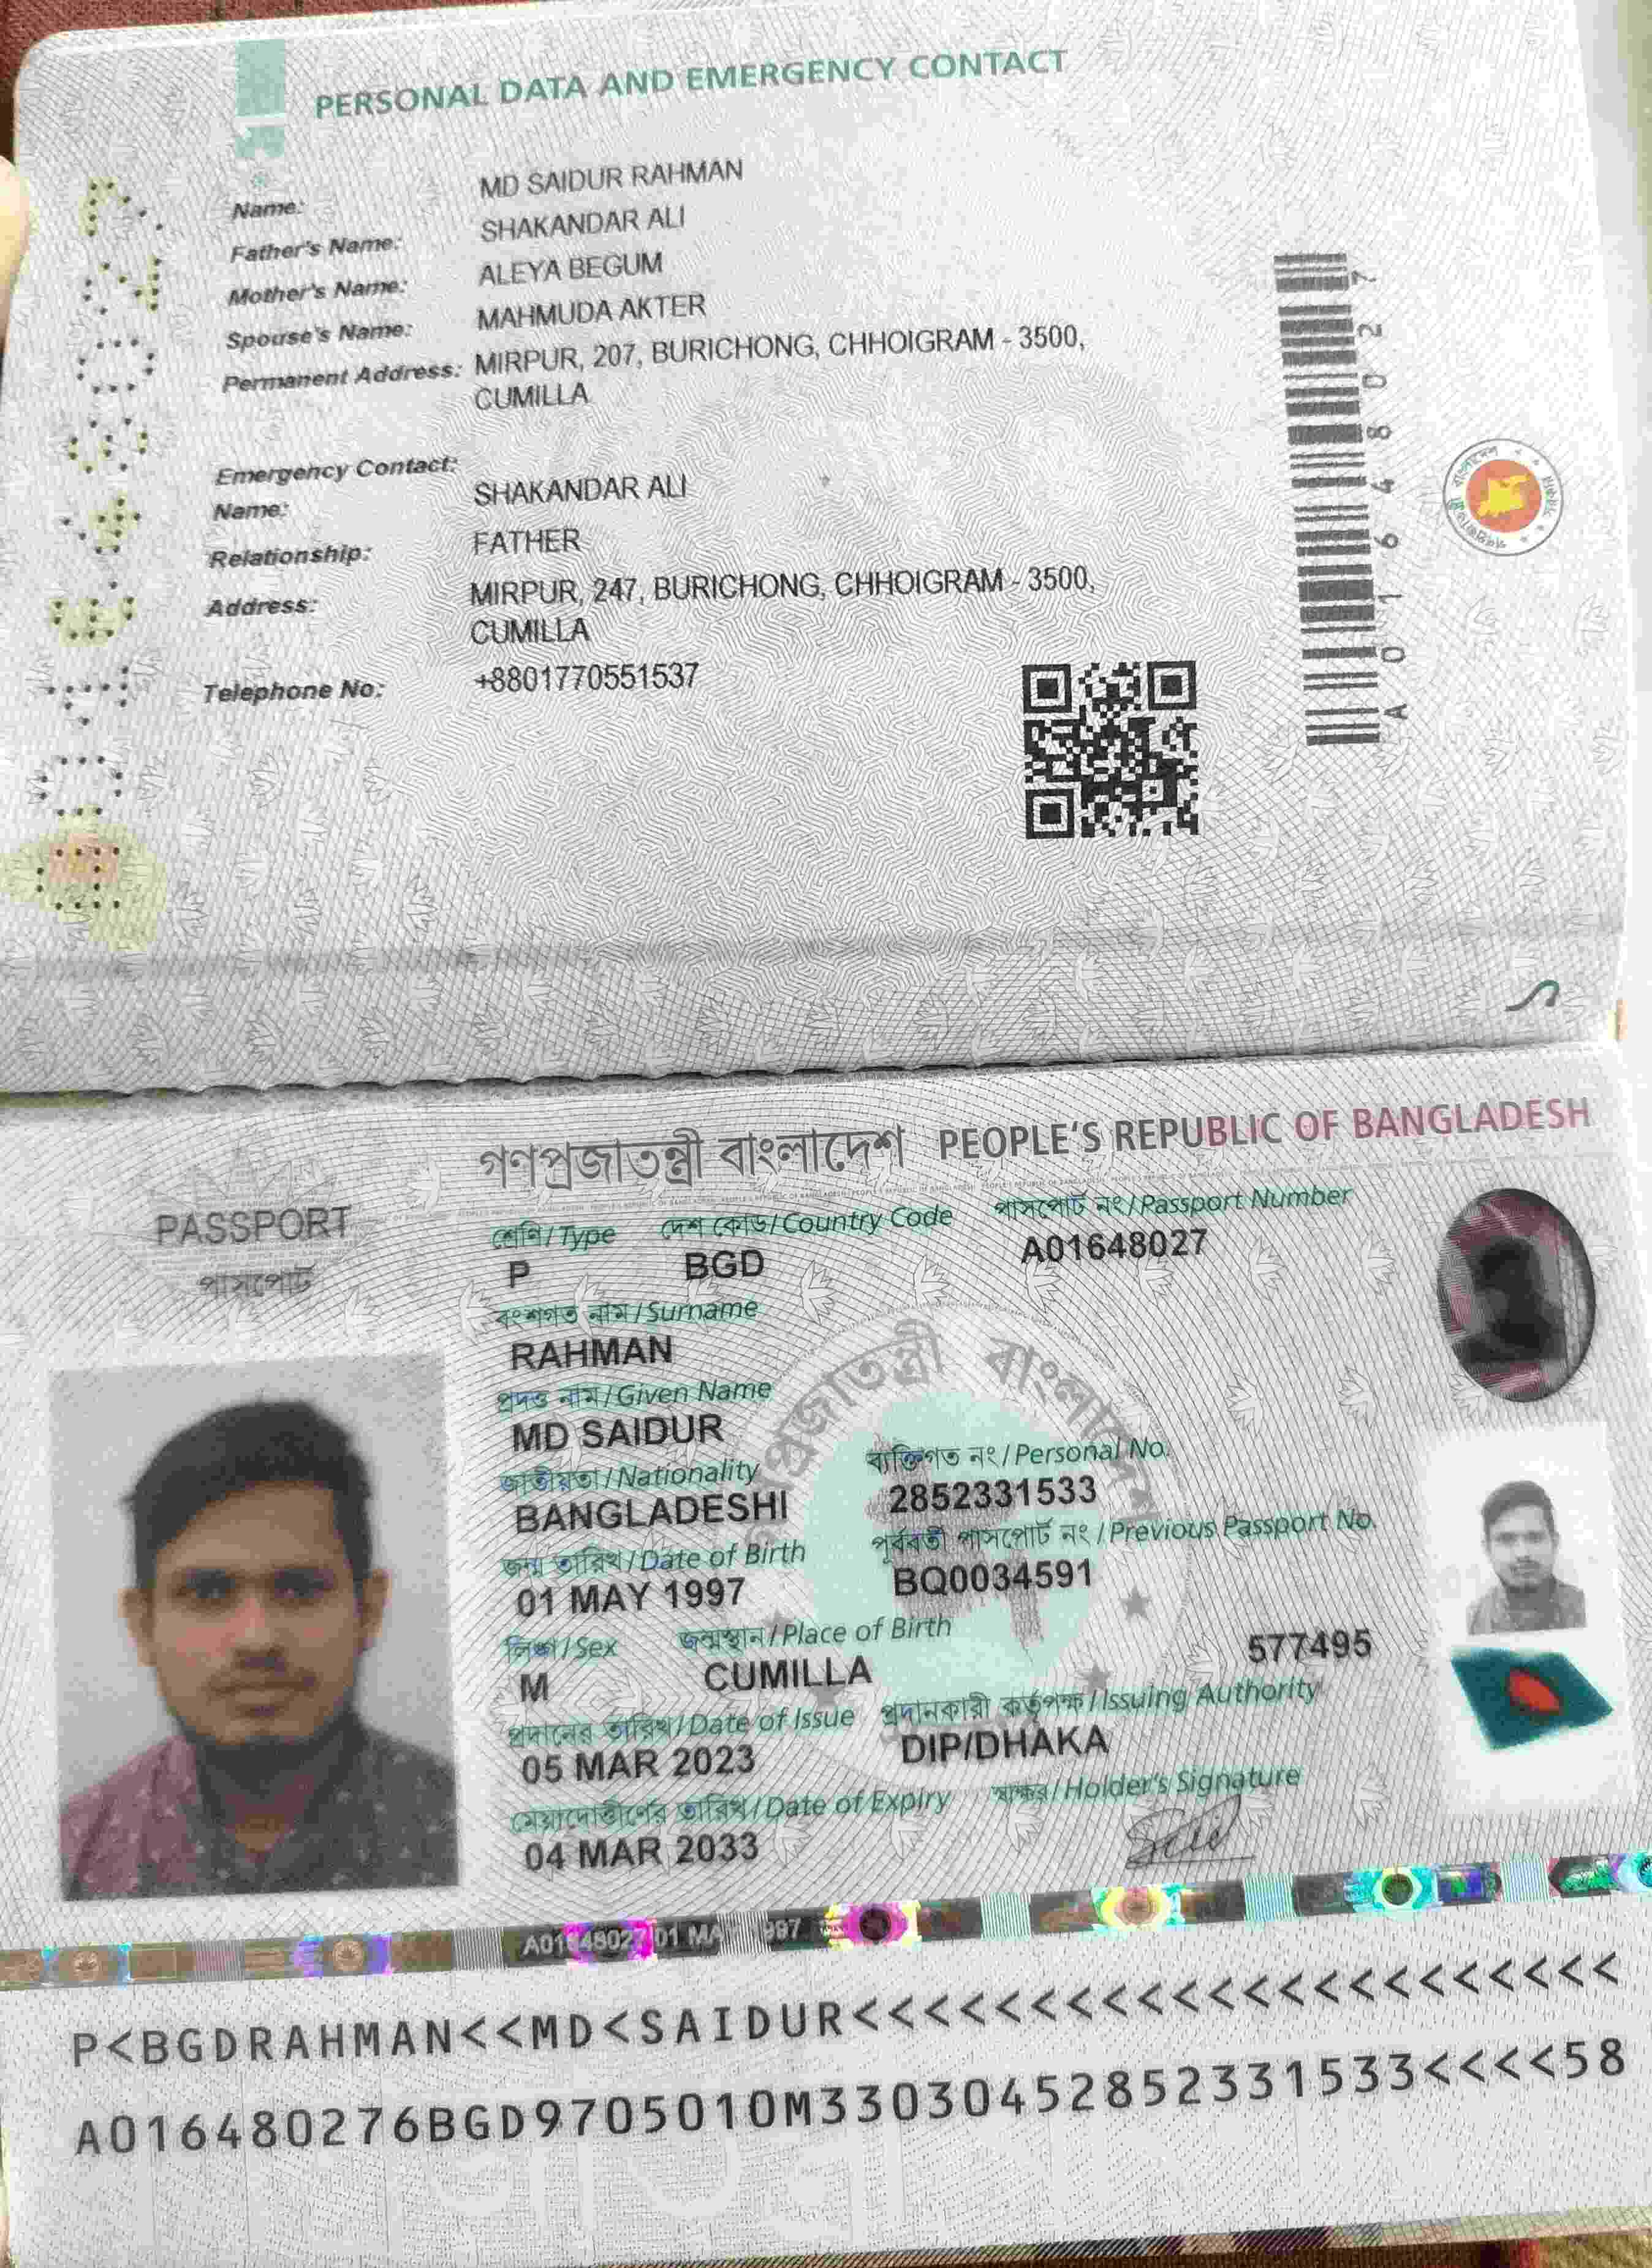 PERSONAL DATA AND EMERGENCY CONTACT
Name: MD SAIDUR RAHMAN
Father's Name: SHAKANDAR ALI
Mother's Name: ALEYA BEGUM
Spouse's Name: MAHMUDA AKTER
Permanent Address: MIRPUR, 207, BURICHONG, CHHOIGRAM - 3500,
CUMILLA
Emergency Contact:
Name: SHAKANDAR ALI
Relationship: FATHER
Address: MIRPUR, 247, BURICHONG, CHHOIGRAM - 3500,
CUMILLA
Telephone No.: +8801770551537
A01648027
গণপ্রজাতন্ত্রী বাংলাদেশ PEOPLE'S REPUBLIC OF BANGLADESH
PASSPORT
পাসপোর্ট
শ্রেণি/Type দেশ কোড/Country Code পাসপোর্ট নং/Passport Number
P BGD A01648027
বংশগত নাম/Surname
RAHMAN
প্রদত্ত নাম/Given Name
MD SAIDUR
জাতীয়তা/Nationality ব্যক্তিগত নং/Personal No.
BANGLADESHI 2852331533
জন্ম তারিখ/Date of Birth পূর্ববর্তী পাসপোর্ট নং/Previous Passport No.
01 MAY 1997 BQ0034591
লিঙ্গ/Sex জন্মস্থান/Place of Birth
M CUMILLA 577495
প্রদানের তারিখ/Date of Issue প্রদানকারী কর্তৃপক্ষ/Issuing Authority
05 MAR 2023 DIP/DHAKA
মেয়াদোত্তীর্ণের তারিখ/Date of Expiry স্বাক্ষর/Holder's Signature
04 MAR 2033
P<BGDRAHMAN<<MD<SAIDUR<<<<<<<<<<<<<<<<<<<<<<
A016480276BGD9705010M33030452852331533<<<<58